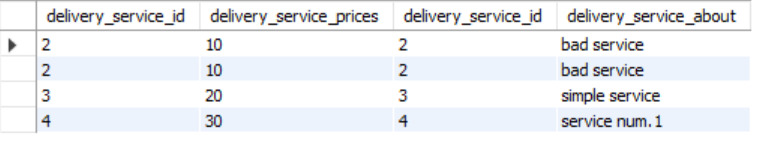 delivery_service_id delivery_service_prices delivery_service_id delivery_service_about
2 10 2 bad service
2 10 2 bad service
3 20 3 simple service
4 30 4 service num.1